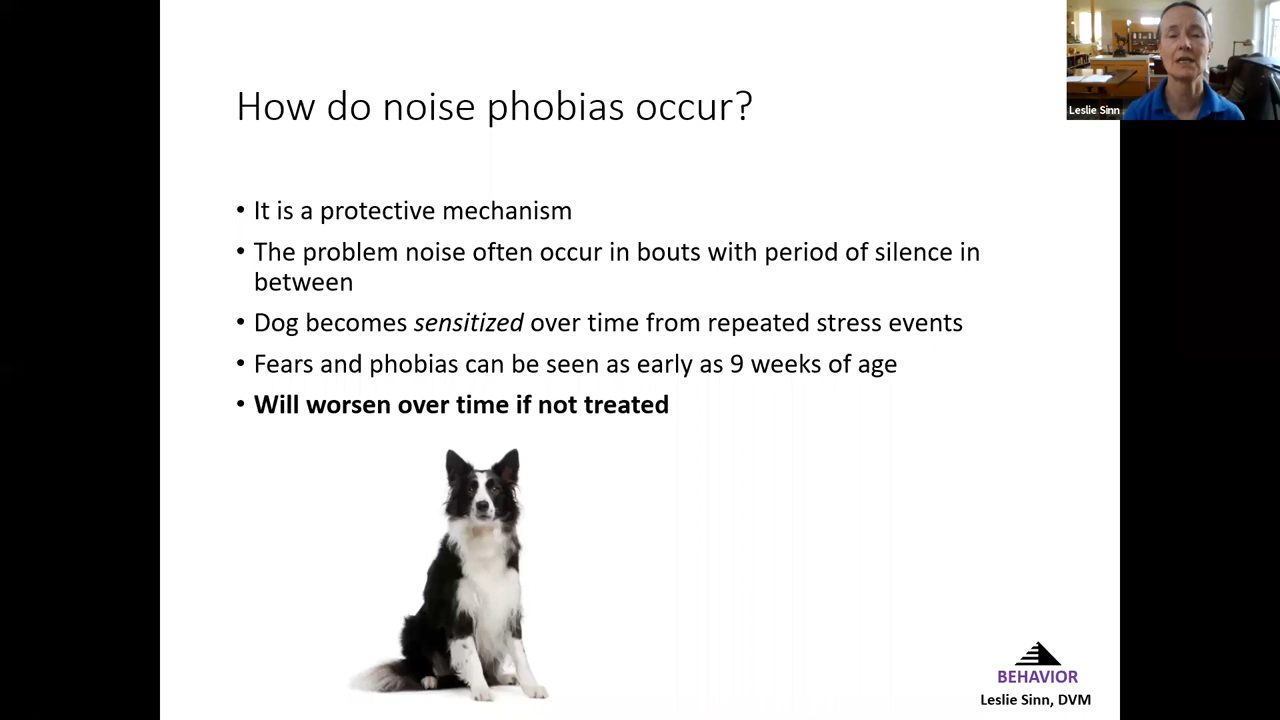 How do noise phobias occur?
Leslie Sinn
• It is a protective mechanism
• The problem noise often occur in bouts with period of silence in
between
• Dog becomes sensitized over time from repeated stress events
• Fears and phobias can be seen as early as 9 weeks of age
• Will worsen over time if not treated
BEHAVIOR
Leslie Sinn, DVM